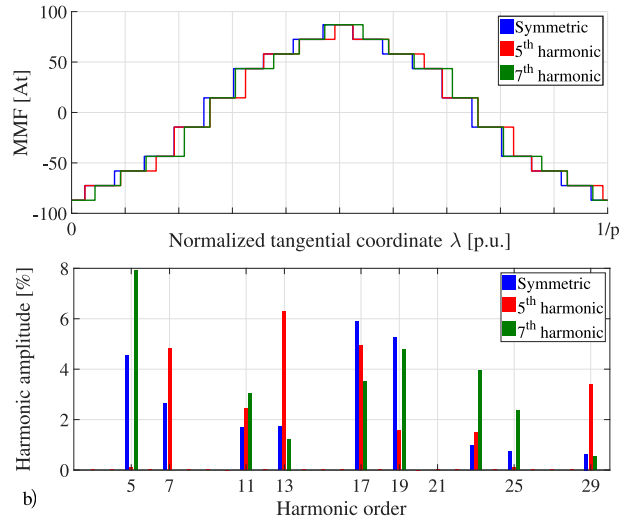 MMF [At]
100
50
0
-50
-100
Symmetric
5th harmonic
7th harmonic
0
1/p
Normalized tangential coordinate λ [p.u.]
Harmonic amplitude [%]
8
6
4
2
0
Symmetric
5th harmonic
7th harmonic
5 7 11 13 17 19 21 23 25 29
Harmonic order
b)